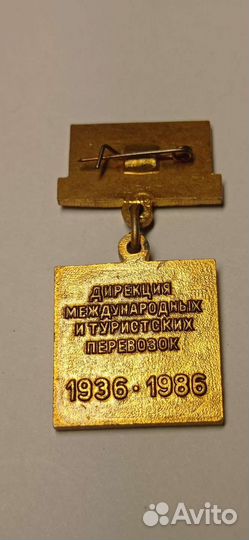 ДИРЕКЦИЯ
МЕЖДУНАРОДНЫХ
И ТУРИСТСКИХ
ПЕРЕВОЗОК
1936 · 1986
Avito